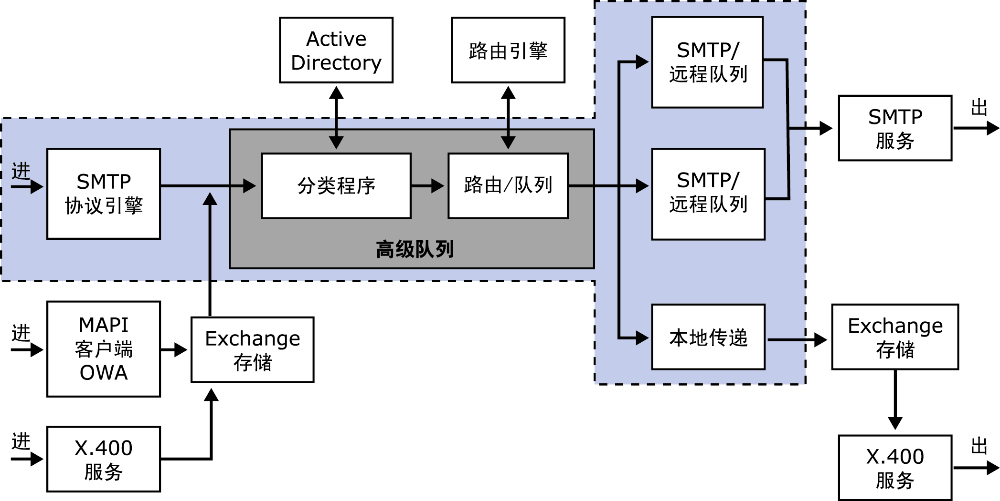 Active
Directory
路由引擎
SMTP/
远程队列
进
SMTP
协议引擎
分类程序
路由/队列
高级队列
SMTP/
远程队列
SMTP
服务
出
进
MAPI
客户端
OWA
Exchange
存储
本地传递
Exchange
存储
进
X.400
服务
X.400
服务
出